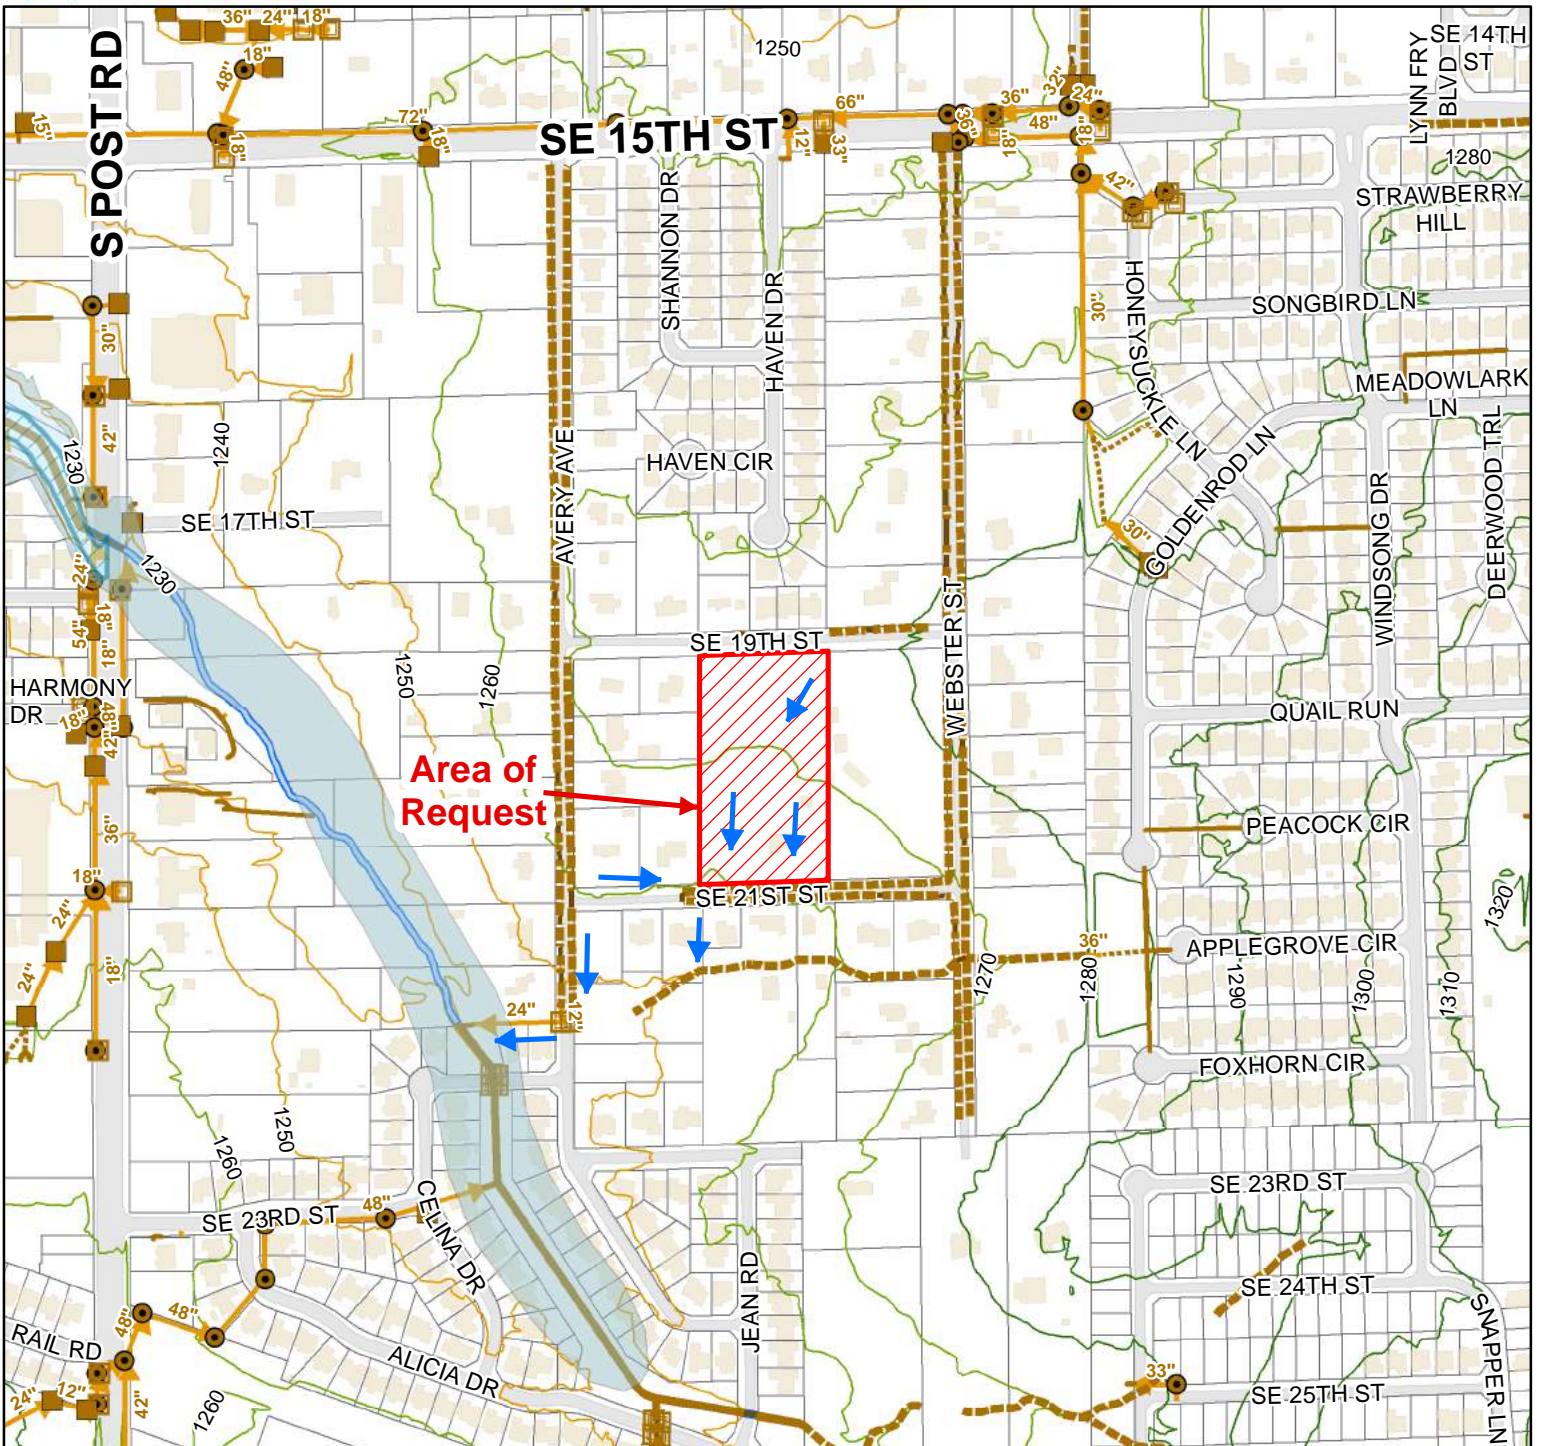 36" 24" 18"
18"
48"
1250
S POST RD
SE 15TH ST
72"
18"
18"
15"
12"
66"
33"
36"
36"
32"
24"
48"
18"
18"
LYNN FRY
BLVD
SE 14TH
ST
1280
42"
STRAWBERRY
HILL
SHANNON DR
HAVEN DR
HONEYSUCKLE LN
SONGBIRD LN
30"
30"
MEADOWLARK
LN
42"
1240
1230
AVERY AVE
HAVEN CIR
GOLDENROD LN
WINDSONG DR
DEERWOOD TRL
SE 17TH ST
30"
1230
24"
18"
54"
18"
WEBSTER ST
SE 19TH ST
HARMONY
DR
18"
48"
42"
1250
1260
QUAIL RUN
Area of
Request
36"
PEACOCK CIR
18"
24"
SE 21ST ST
1320
24"
18"
36"
APPLEGROVE CIR
1270
1280
1290
1300
1310
24"
12"
FOXHORN CIR
1250
1260
SE 23RD ST
48"
CELINA DR
SE 23RD ST
JEAN RD
SE 24TH ST
SNAPPER LN
48"
48"
RAIL RD
ALICIA DR
24"
12"
42"
1260
33"
SE 25TH ST